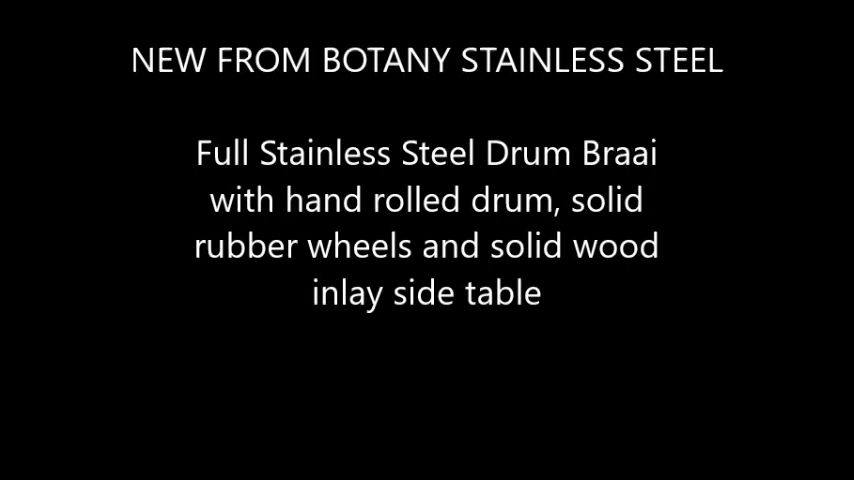 NEW FROM BOTANY STAINLESS STEEL
Full Stainless Steel Drum Braai
with hand rolled drum, solid
rubber wheels and solid wood
inlay side table